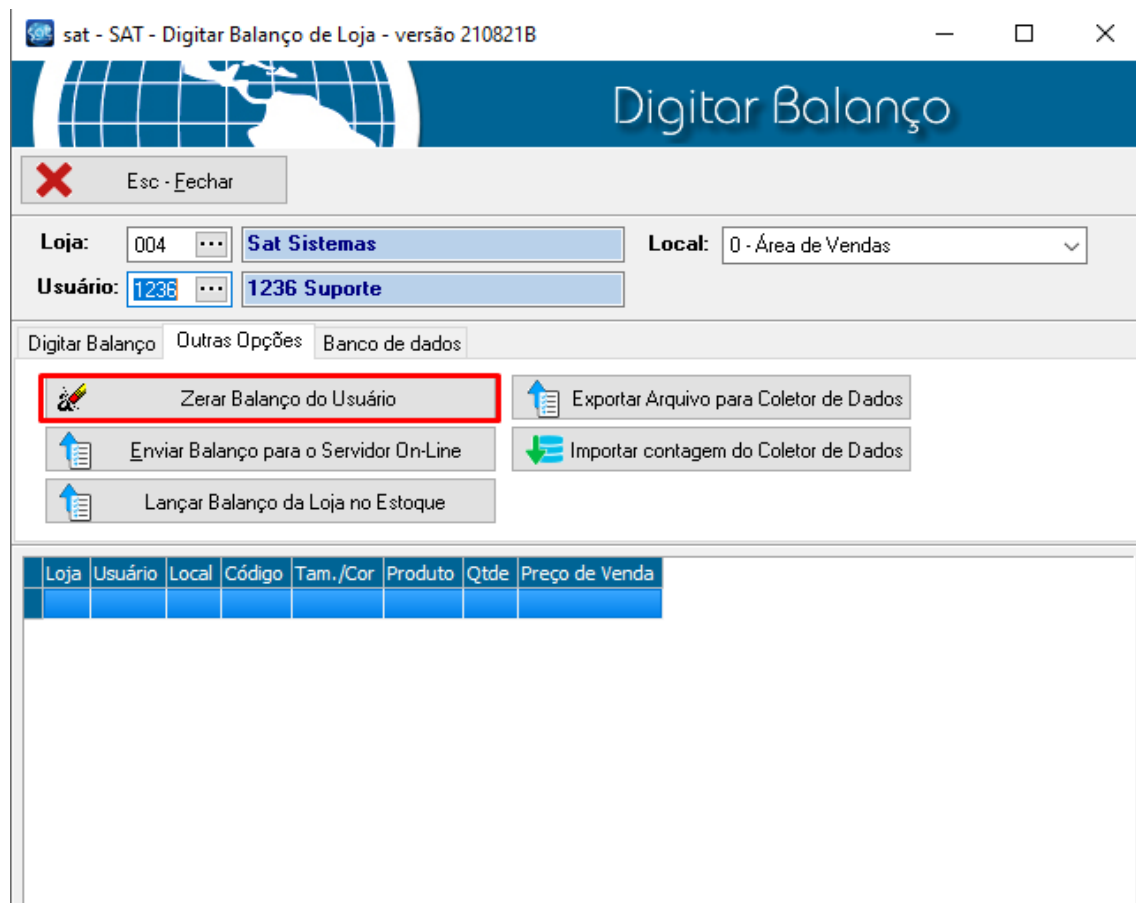 sat - SAT - Digitar Balanço de Loja - versão 210821B
Digitar Balanço
Esc - Fechar
Loja: 004 ... Sat Sistemas Local: 0 - Área de Vendas
Usuário: 1236 ... 1236 Suporte
Digitar Balanço Outras Opções Banco de dados
Zerar Balanço do Usuário Exportar Arquivo para Coletor de Dados
Enviar Balanço para o Servidor On-Line Importar contagem do Coletor de Dados
Lançar Balanço da Loja no Estoque
Loja Usuário Local Código Tam./Cor Produto Qtde Preço de Venda